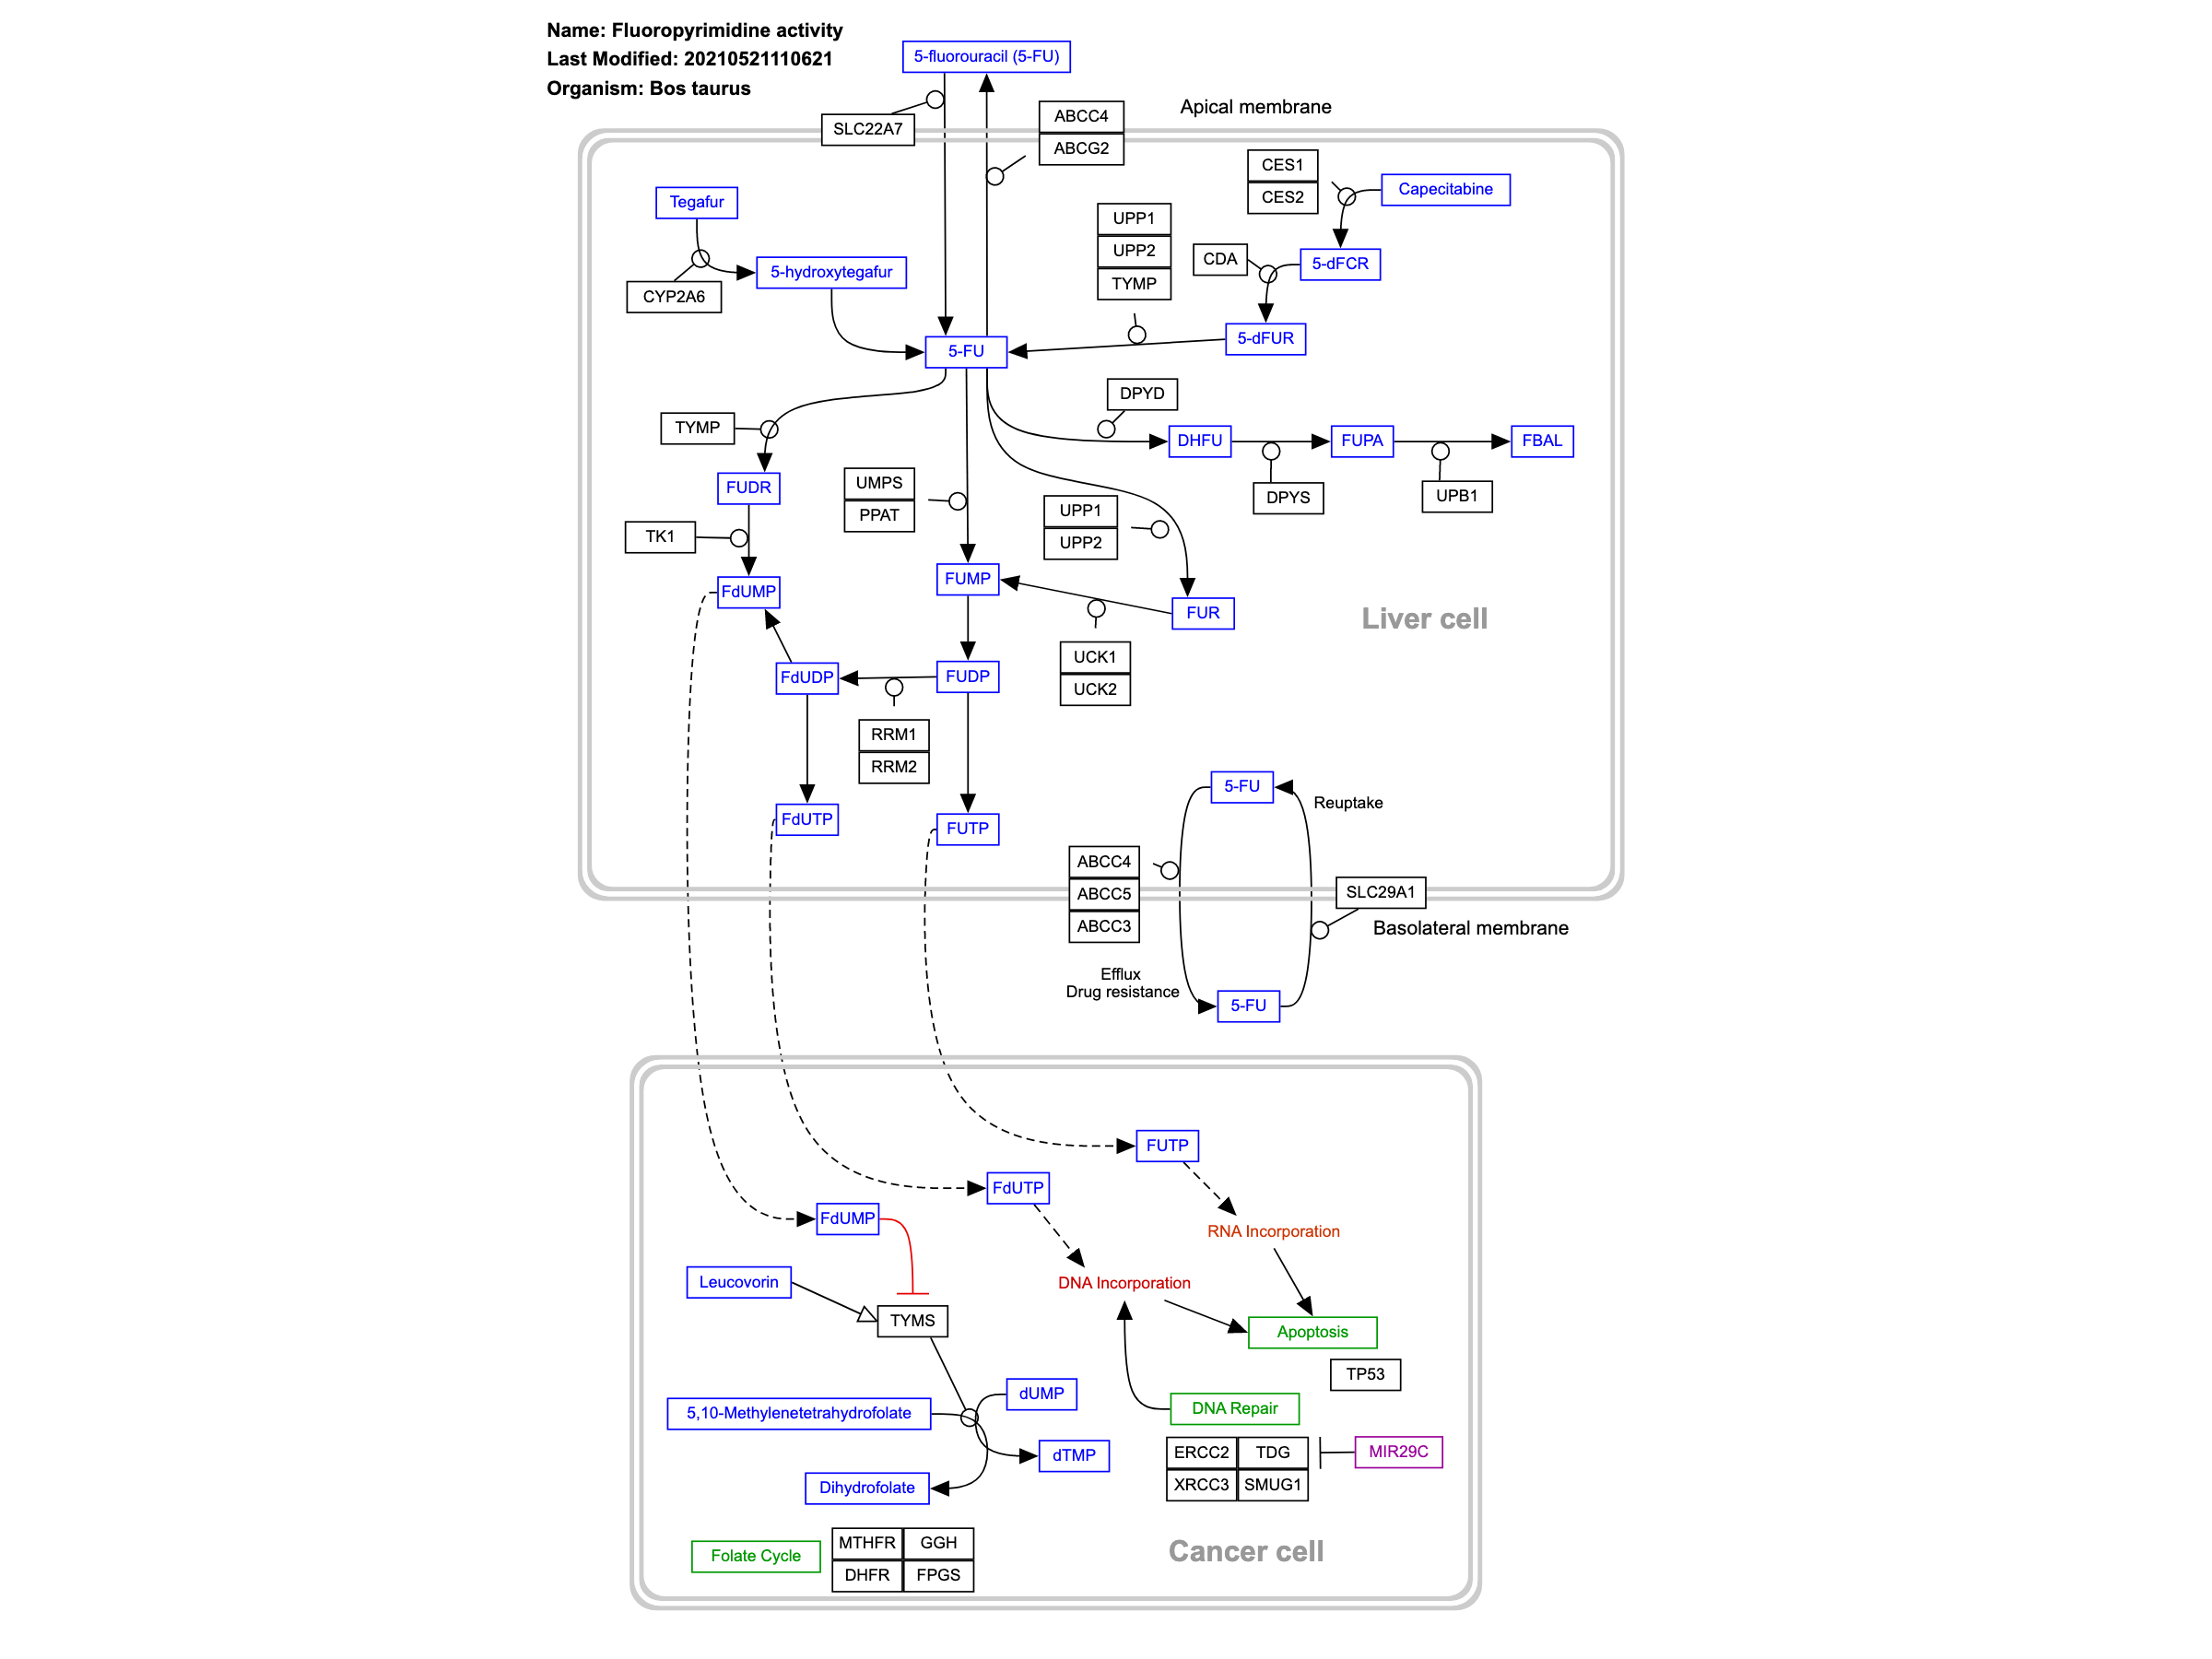 Name: Fluoropyrimidine activity
Last Modified: 20210521110621
Organism: Bos taurus
5-fluorouracil (5-FU)
Apical membrane
SLC22A7
ABCC4
ABCG2
CES1
CES2
Capecitabine
Tegafur
UPP1
UPP2
TYMP
CDA
5-dFCR
5-hydroxytegafur
CYP2A6
5-FU
5-dFUR
DPYD
TYMP
DHFU
FUPA
FBAL
FUDR
UMPS
PPAT
DPYS
UPB1
UPP1
UPP2
TK1
FdUMP
FUMP
FUR
Liver cell
UCK1
UCK2
FdUDP
FUDP
RRM1
RRM2
5-FU
Reuptake
FdUTP
FUTP
ABCC4
ABCC5
ABCC3
SLC29A1
Basolateral membrane
Efflux
Drug resistance
5-FU
FUTP
FdUTP
FdUMP
RNA Incorporation
Leucovorin
DNA Incorporation
TYMS
Apoptosis
TP53
dUMP
5,10-Methylenetetrahydrofolate
DNA Repair
dTMP
ERCC2
TDG
MIR29C
XRCC3
SMUG1
Dihydrofolate
Folate Cycle
MTHFR
GGH
DHFR
FPGS
Cancer cell